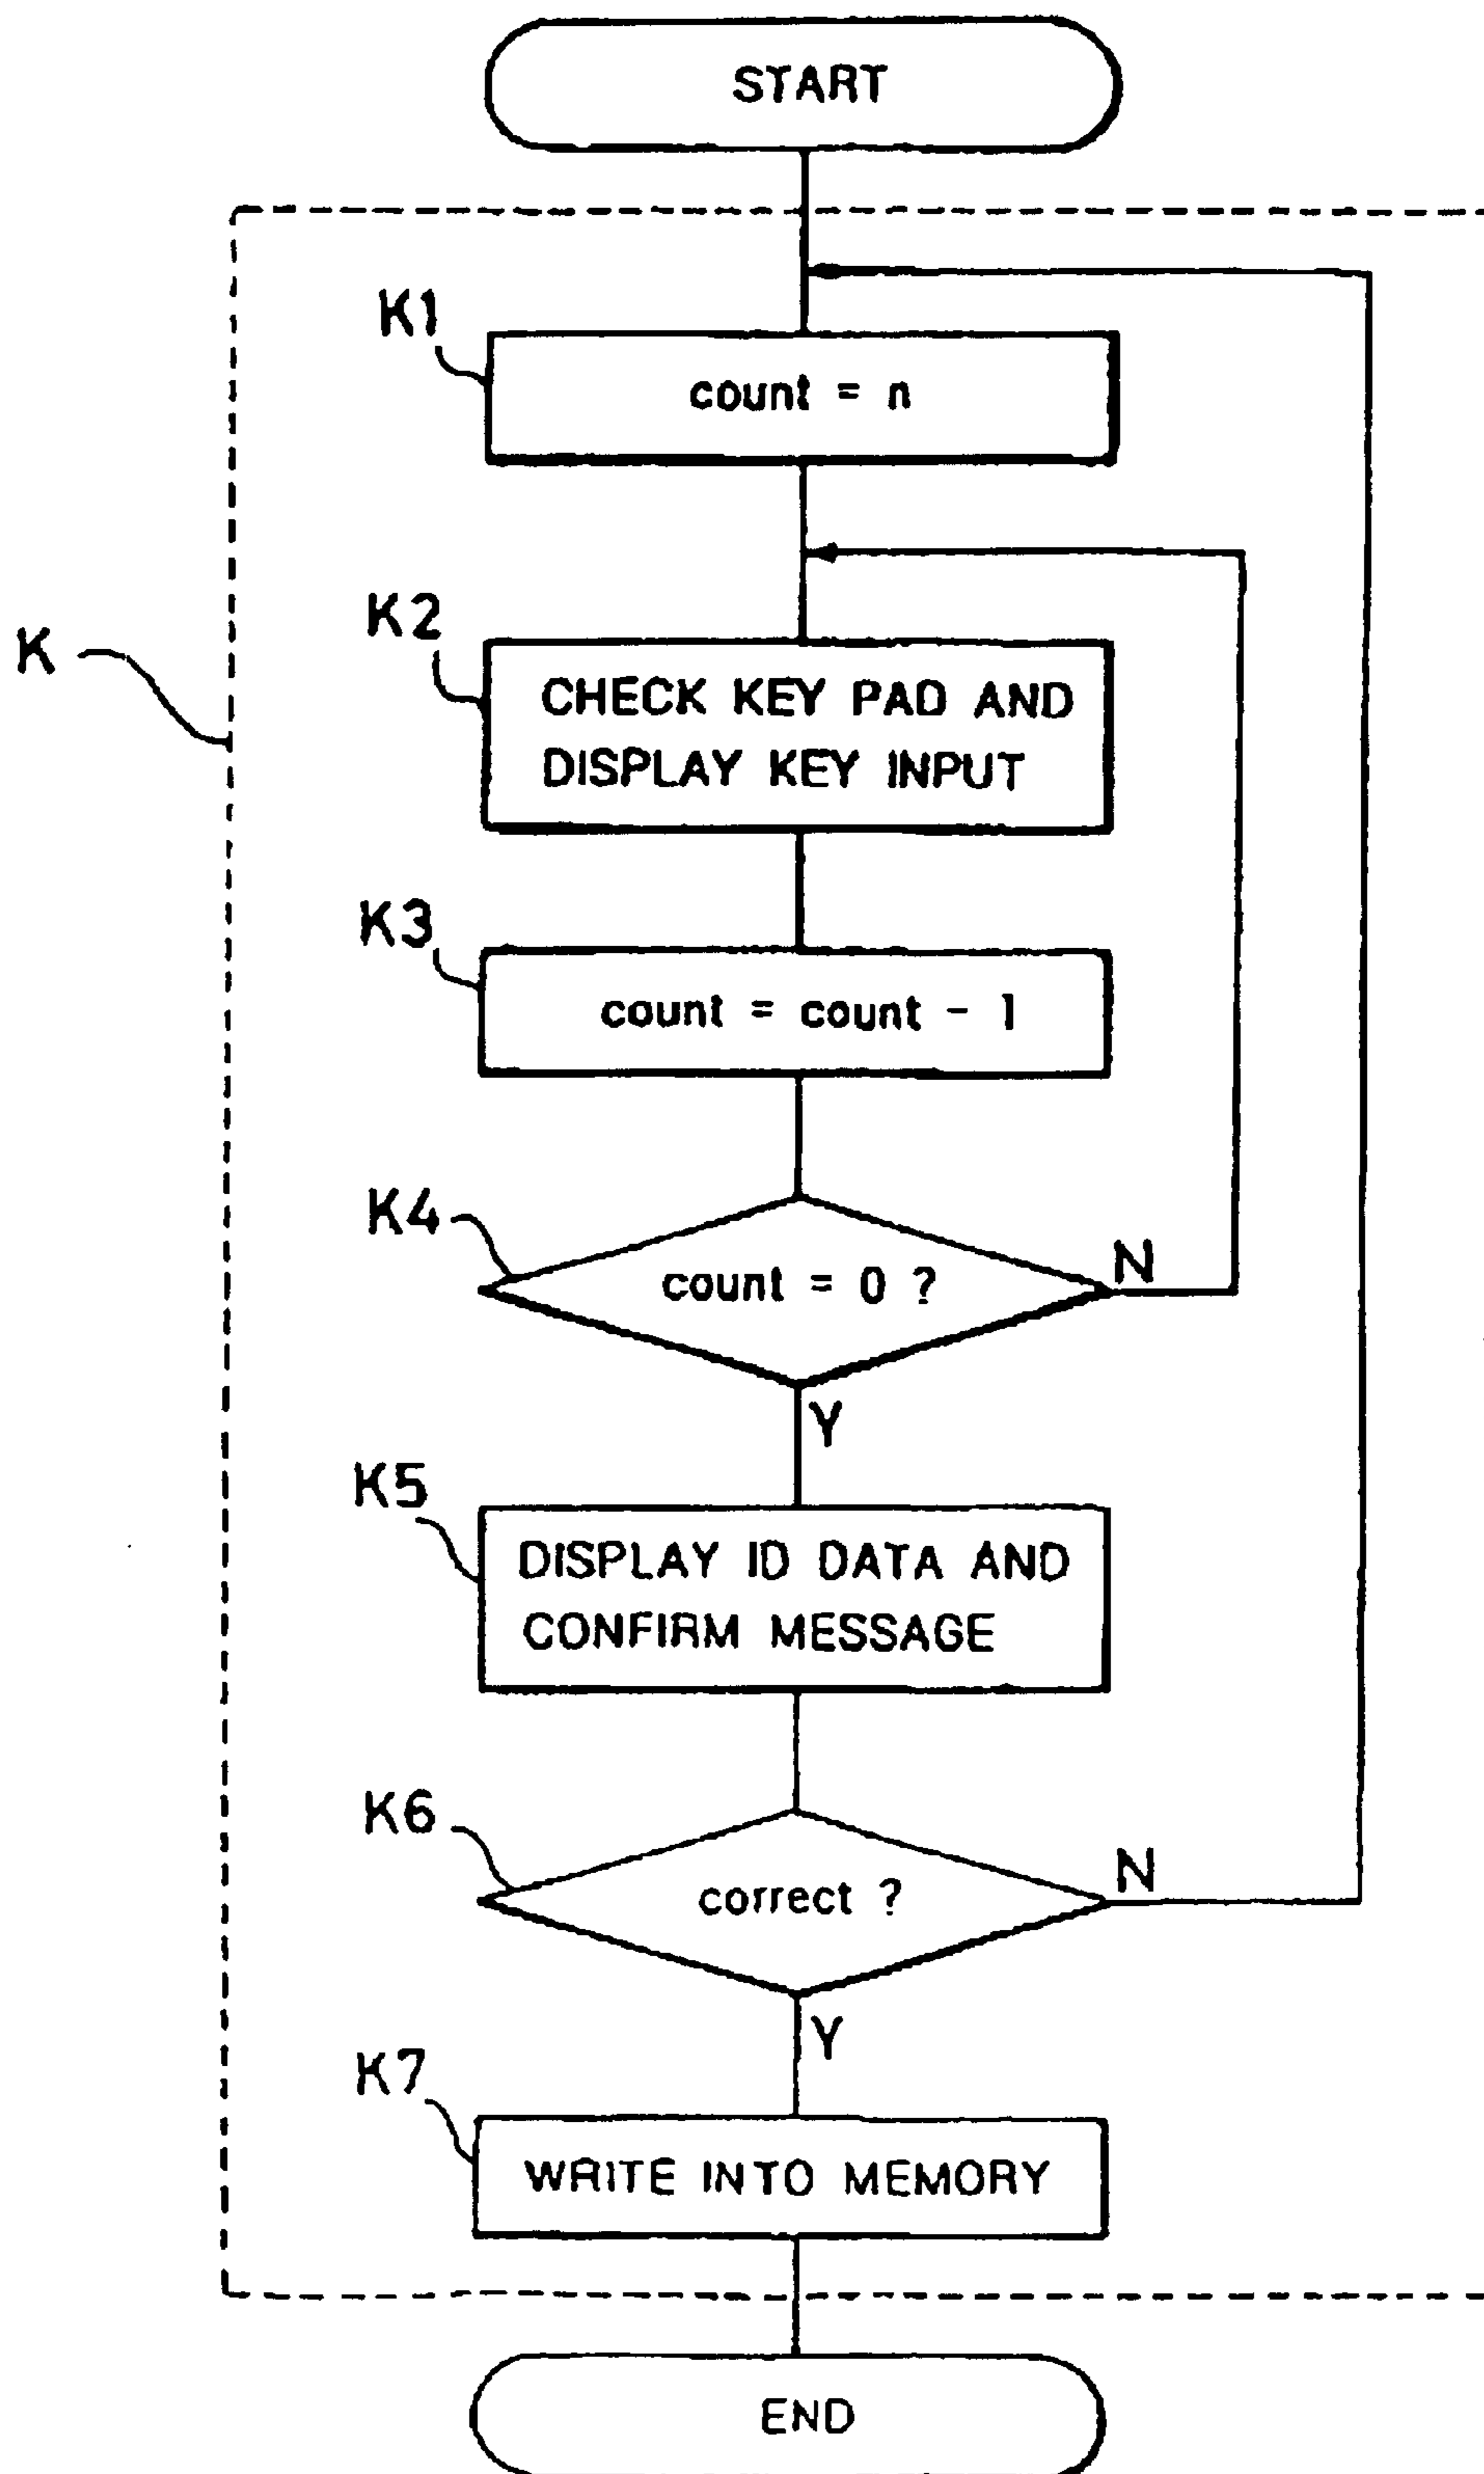 START
K1
count = n
K
K2
CHECK KEY PAD AND
DISPLAY KEY INPUT
K3
count = count - 1
K4
count = 0 ?
N
Y
K5
DISPLAY ID DATA AND
CONFIRM MESSAGE
K6
correct ?
N
Y
K7
WRITE INTO MEMORY
END